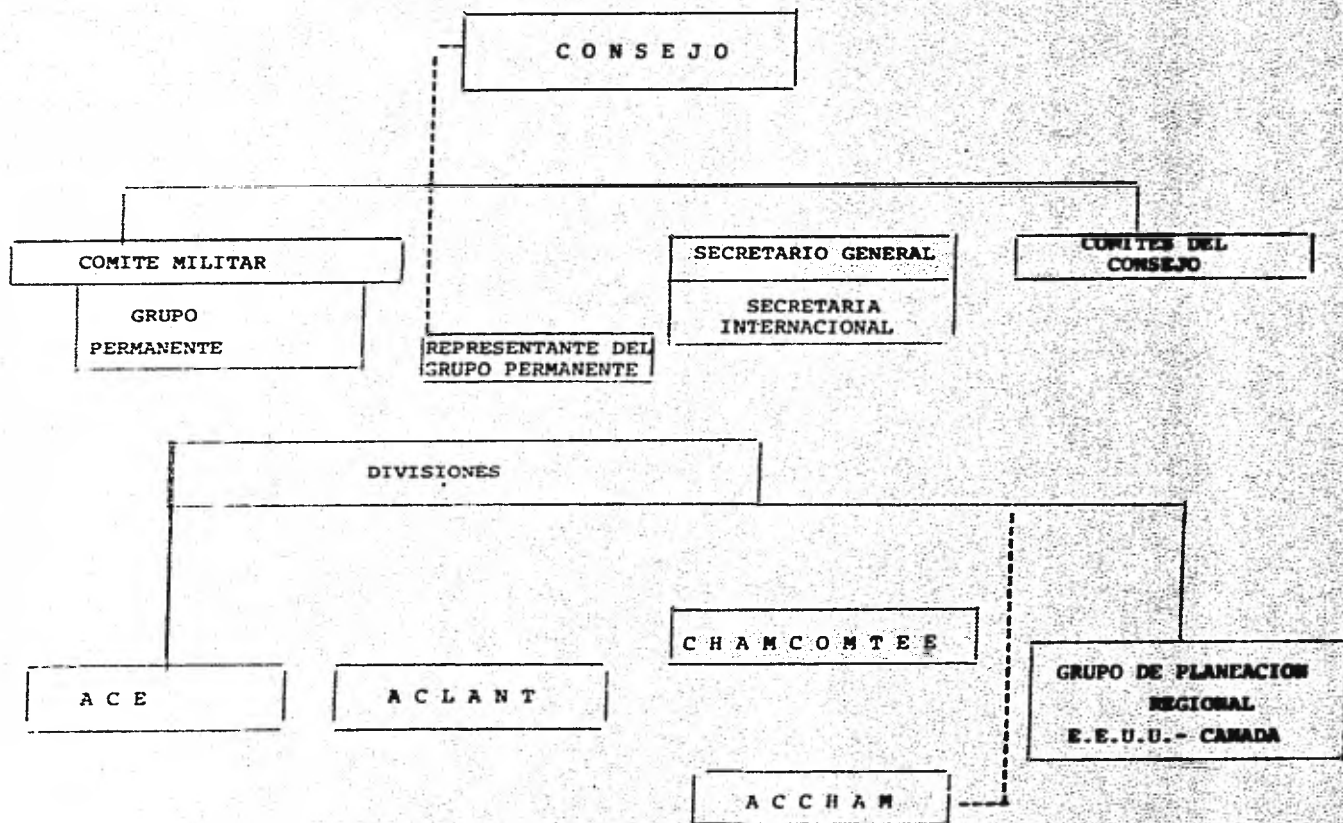 C O N S E J O
COMITE MILITAR
GRUPO
PERMANENTE
REPRESENTANTE DEL
GRUPO PERMANENTE
SECRETARIO GENERAL
SECRETARIA
INTERNACIONAL
COMITES DEL
CONSEJO
DIVISIONES
A C E
A C L A N T
C H A M C O M T E E
A C C H A M
GRUPO DE PLANEACION
REGIONAL
E.E.U.U.- CANADA